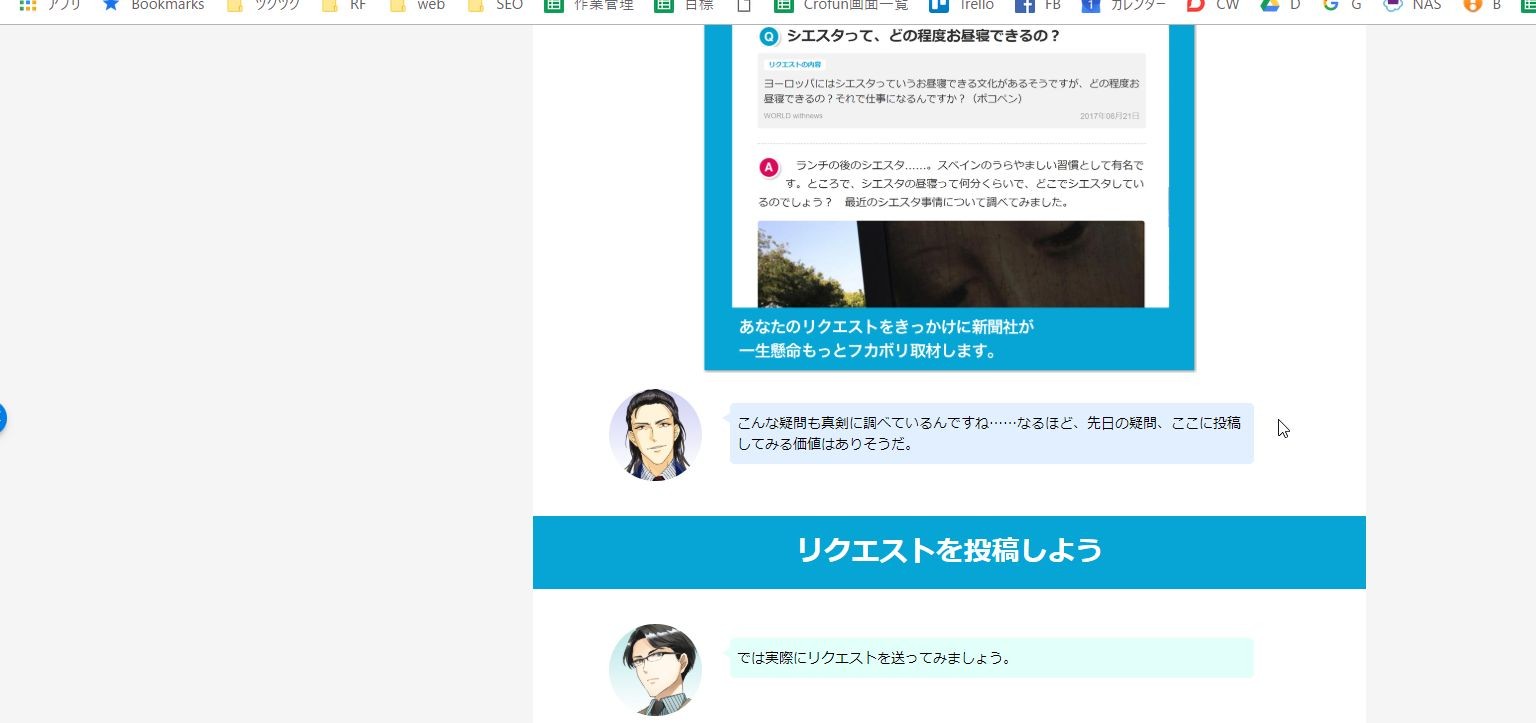 アプリ Bookmarks ツクツク RF web SEO 作業管理 目標 Crofun画面一覧 Trello FB カレンダー CW D G NAS B
Q シエスタって、どの程度お昼寝できるの？
リクエストの内容
ヨーロッパにはシエスタっていうお昼寝できる文化があるそうですが、どの程度お
昼寝できるの？それで仕事になるんですか？（ポコペン）
WORLD withnews 2017年08月21日
A ランチの後のシエスタ……。スペインのうらやましい習慣として有名で
す。ところで、シエスタの昼寝って何分くらいで、どこでシエスタしてい
るのでしょう？　最近のシエスタ事情について調べてみました。
あなたのリクエストをきっかけに新聞社が
一生懸命もっとフカボリ取材します。
こんな疑問も真剣に調べているんですね……なるほど、先日の疑問、ここに投稿
してみる価値はありそうだ。
リクエストを投稿しよう
では実際にリクエストを送ってみましょう。